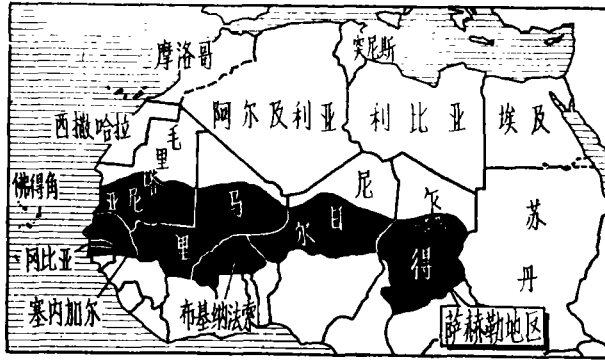 摩洛哥
突尼斯
西撒哈拉
阿尔及利亚
利比亚
埃及
毛里塔尼亚
佛得角
马里
尼日尔
乍得
苏丹
冈比亚
塞内加尔
布基纳法索
萨赫勒地区